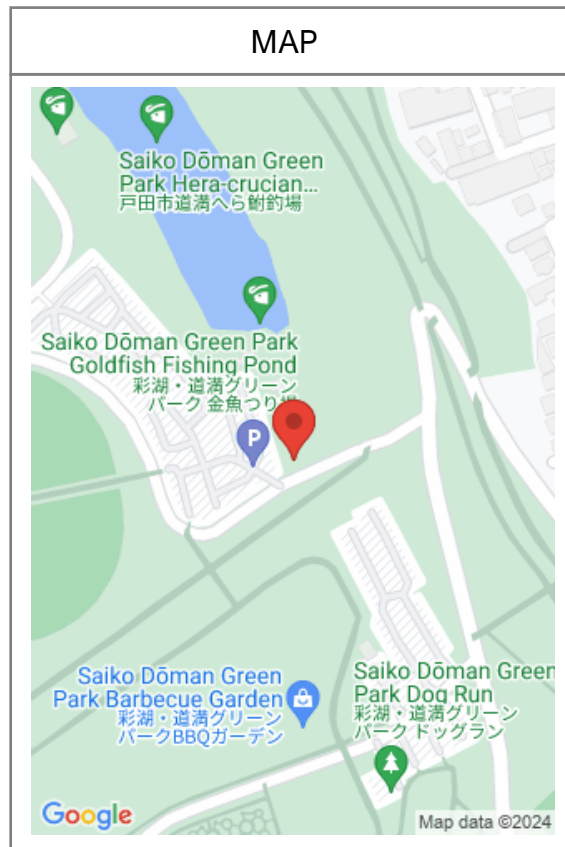 MAP
Saiko Dōman Green
Park Hera-crucian...
戸田市道満へら鮒釣場
Saiko Dōman Green Park
Goldfish Fishing Pond
彩湖・道満グリーン
パーク 金魚つり
P
Saiko Dōman Green
Park Barbecue Garden
彩湖・道満グリーン
パークBBQガーデン
Saiko Dōman Green
Park Dog Run
彩湖・道満グリーン
パーク ドッグラン
Google
Map data ©2024